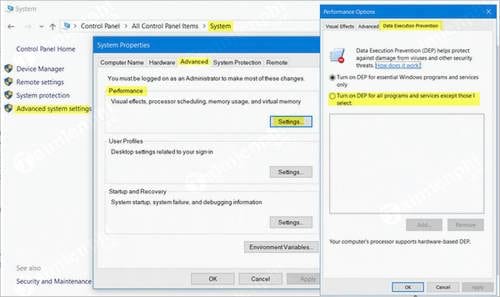 Control Panel > All Control Panel Items > System
Control Panel Home
Device Manager
Remote settings
System protection
Advanced system settings
See also
Security and Maintenance
System Properties
Computer Name Hardware Advanced System Protection Remote
You must be logged on as an Administrator to make most of these changes.
Performance
Visual effects, processor scheduling, memory usage, and virtual memory
Settings...
User Profiles
Desktop settings related to your sign-in
Settings...
Startup and Recovery
System startup, system failure, and debugging information
Settings...
Environment Variables...
OK Cancel Apply
Performance Options
Visual Effects Advanced Data Execution Prevention
Data Execution Prevention (DEP) helps protect
against damage from viruses and other security
threats. How does it work?
Turn on DEP for essential Windows programs and services
only
Turn on DEP for all programs and services except those I
select:
Add... Remove
Your computer's processor supports hardware-based DEP.
OK Cancel Apply